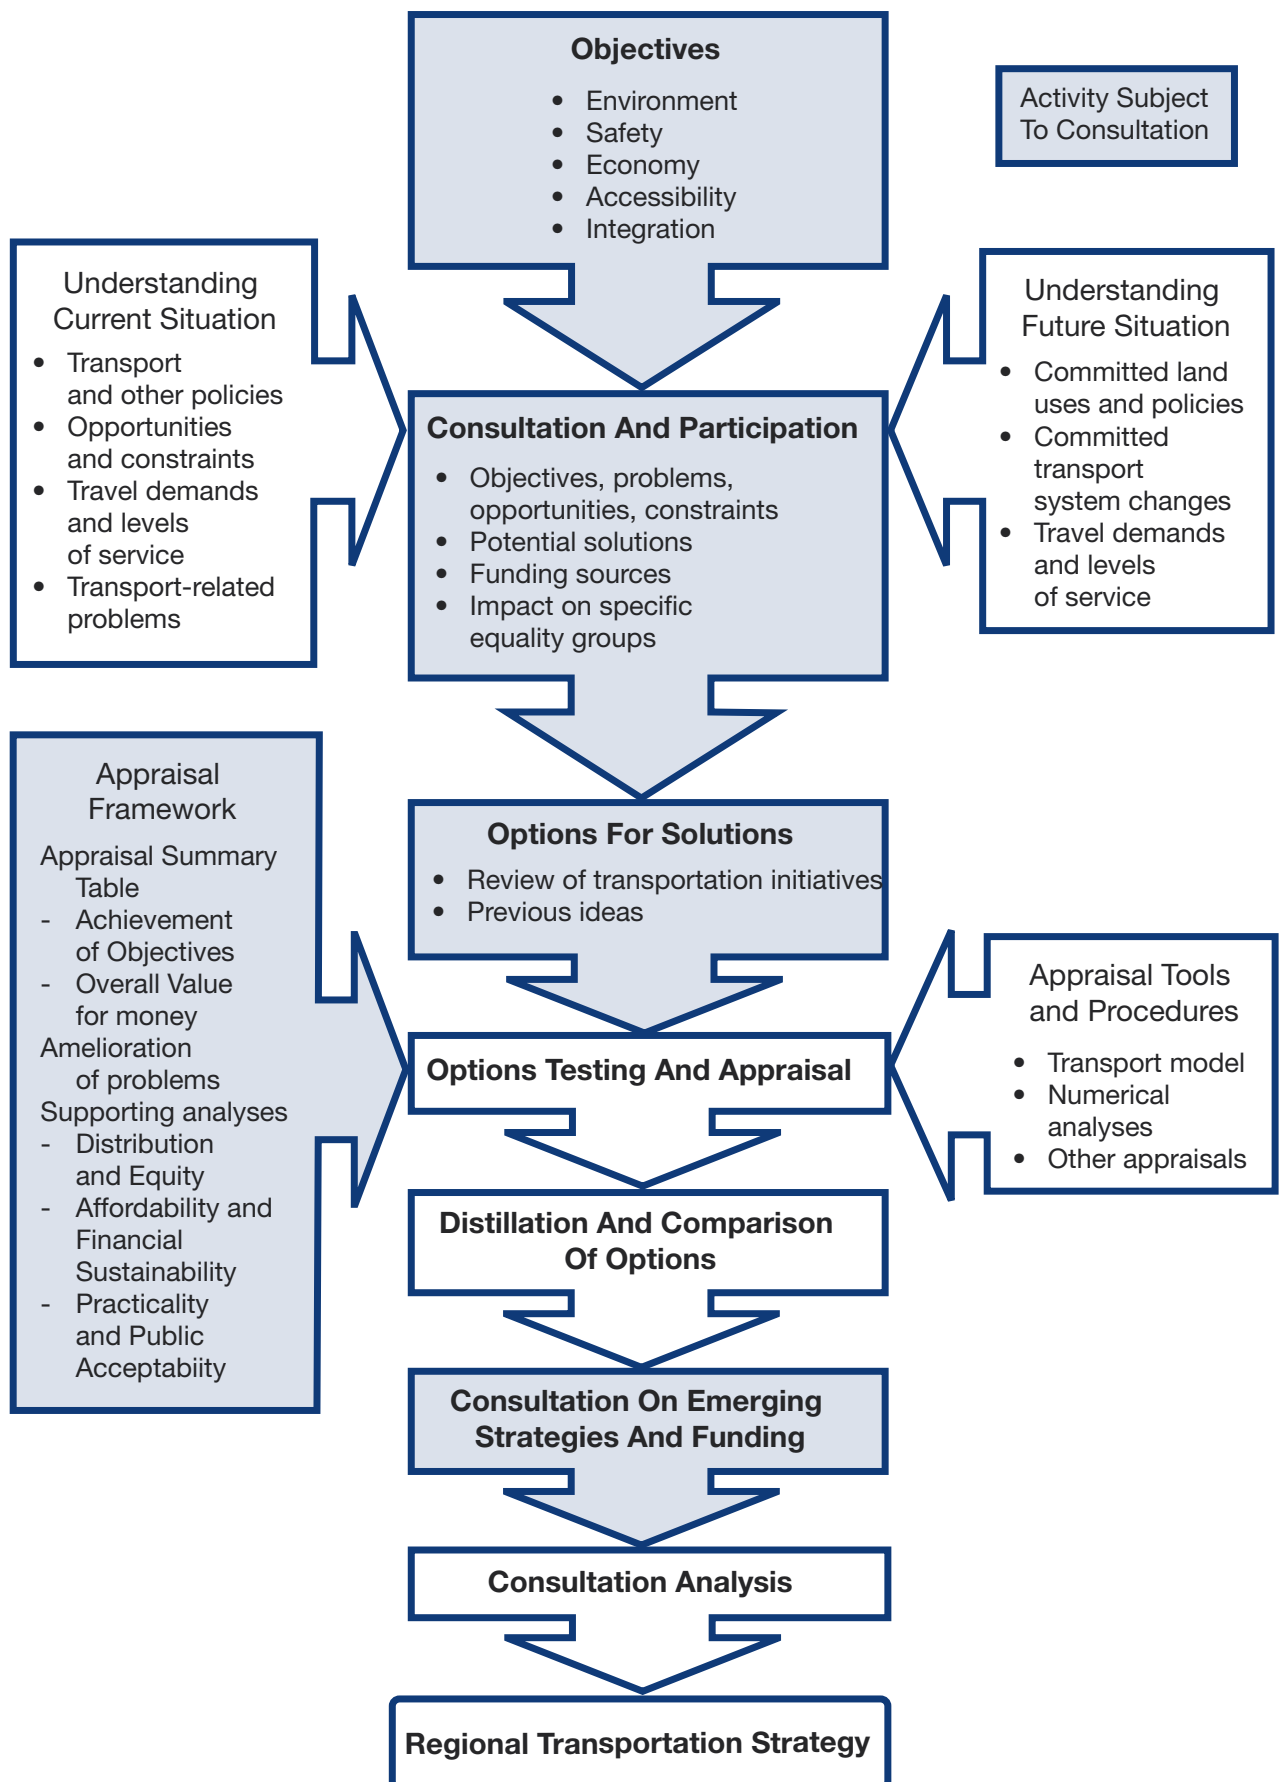 Objectives
• Environment
• Safety
• Economy
• Accessibility
• Integration
Activity Subject
To Consultation
Understanding
Current Situation
• Transport
and other policies
• Opportunities
and constraints
• Travel demands
and levels
of service
• Transport-related
problems
Consultation And Participation
• Objectives, problems,
opportunities, constraints
• Potential solutions
• Funding sources
• Impact on specific
equality groups
Understanding
Future Situation
• Committed land
uses and policies
• Committed
transport
system changes
• Travel demands
and levels
of service
Appraisal
Framework
Appraisal Summary
Table
- Achievement
of Objectives
- Overall Value
for money
Amelioration
of problems
Supporting analyses
- Distribution
and Equity
- Affordability and
Financial
Sustainability
- Practicality
and Public
Acceptabiity
Options For Solutions
• Review of transportation initiatives
• Previous ideas
Options Testing And Appraisal
Appraisal Tools
and Procedures
• Transport model
• Numerical
analyses
• Other appraisals
Distillation And Comparison
Of Options
Consultation On Emerging
Strategies And Funding
Consultation Analysis
Regional Transportation Strategy